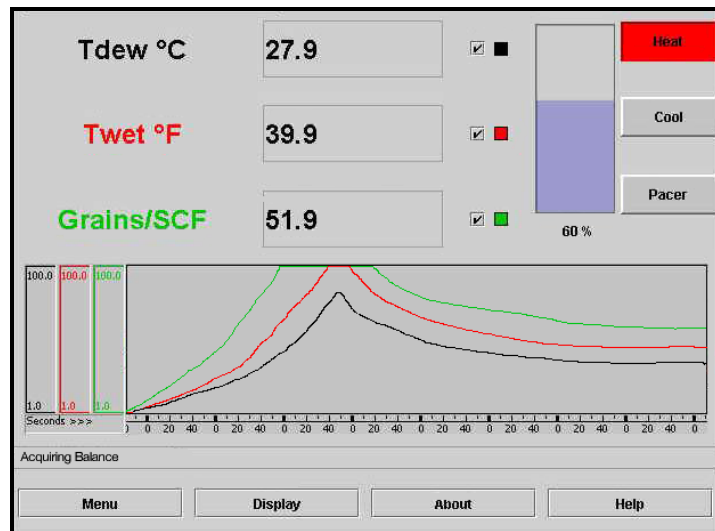 Tdew °C 27.9 Heat
Twet °F 39.9 Cool
Grains/SCF 51.9 Pacer
60 %
100.0 100.0 100.0
1.0 1.0 1.0
Seconds >>>
0 0 20 40 0 20 40 0 20 40 0 20 40 0 20 40 0 20 40 0 20 40 0 20 40 0 20 40 0
Acquiring Balance
Menu Display About Help